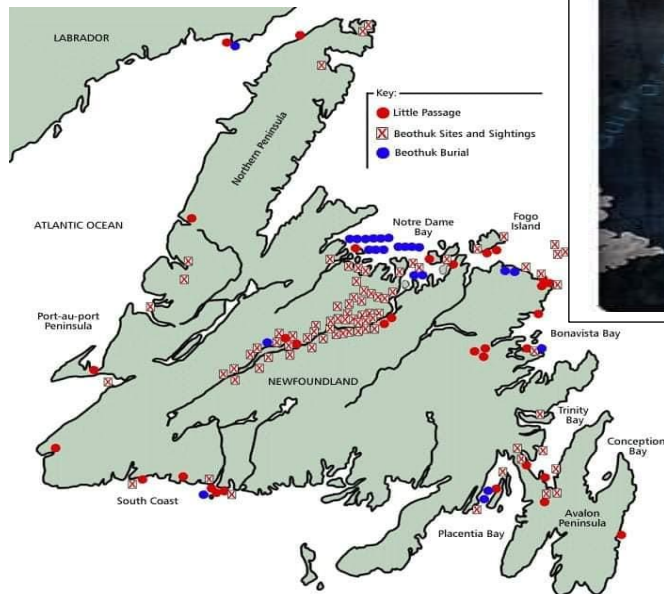 LABRADOR
Key:
Little Passage
Beothuk Sites and Sightings
Beothuk Burial
Northern Peninsula
ATLANTIC OCEAN
Notre Dame
Bay
Fogo
Island
Port-au-port
Peninsula
Bonavista Bay
NEWFOUNDLAND
Trinity
Bay
Conception
Bay
South Coast
Placentia Bay
Avalon
Peninsula